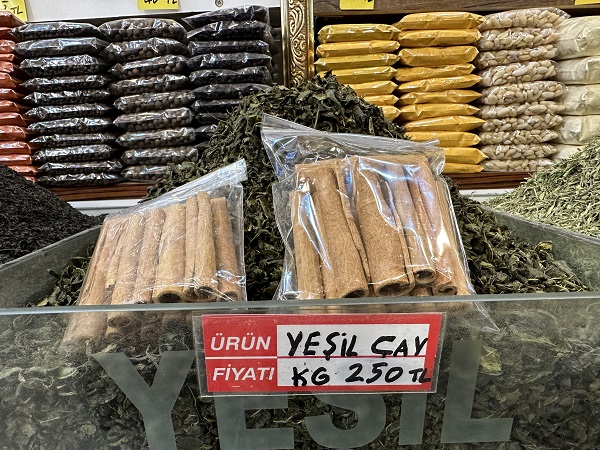 ÜRÜN YEŞİL ÇAY
FİYATI KG 250 TL
YEŞİL